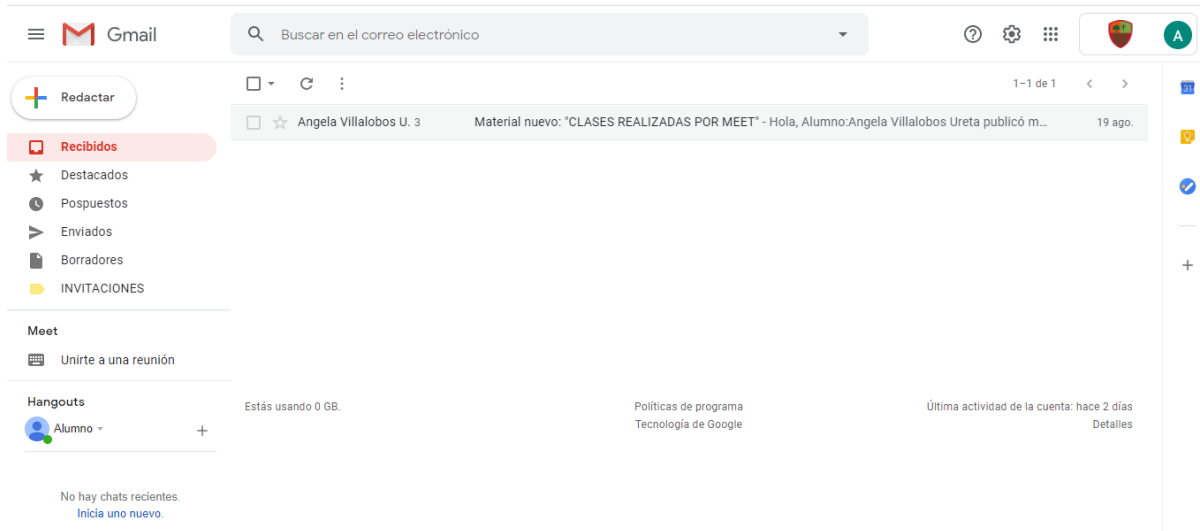 Gmail
Buscar en el correo electrónico
A
Redactar
1–1 de 1
31
Angela Villalobos U. 3 Material nuevo: "CLASES REALIZADAS POR MEET" - Hola, Alumno:Angela Villalobos Ureta publicó m... 19 ago.
Recibidos
Destacados
Pospuestos
Enviados
Borradores
INVITACIONES
Meet
Unirte a una reunión
Hangouts
Alumno
No hay chats recientes.
Inicia uno nuevo.
Estás usando 0 GB.
Políticas de programa
Tecnología de Google
Última actividad de la cuenta: hace 2 días
Detalles